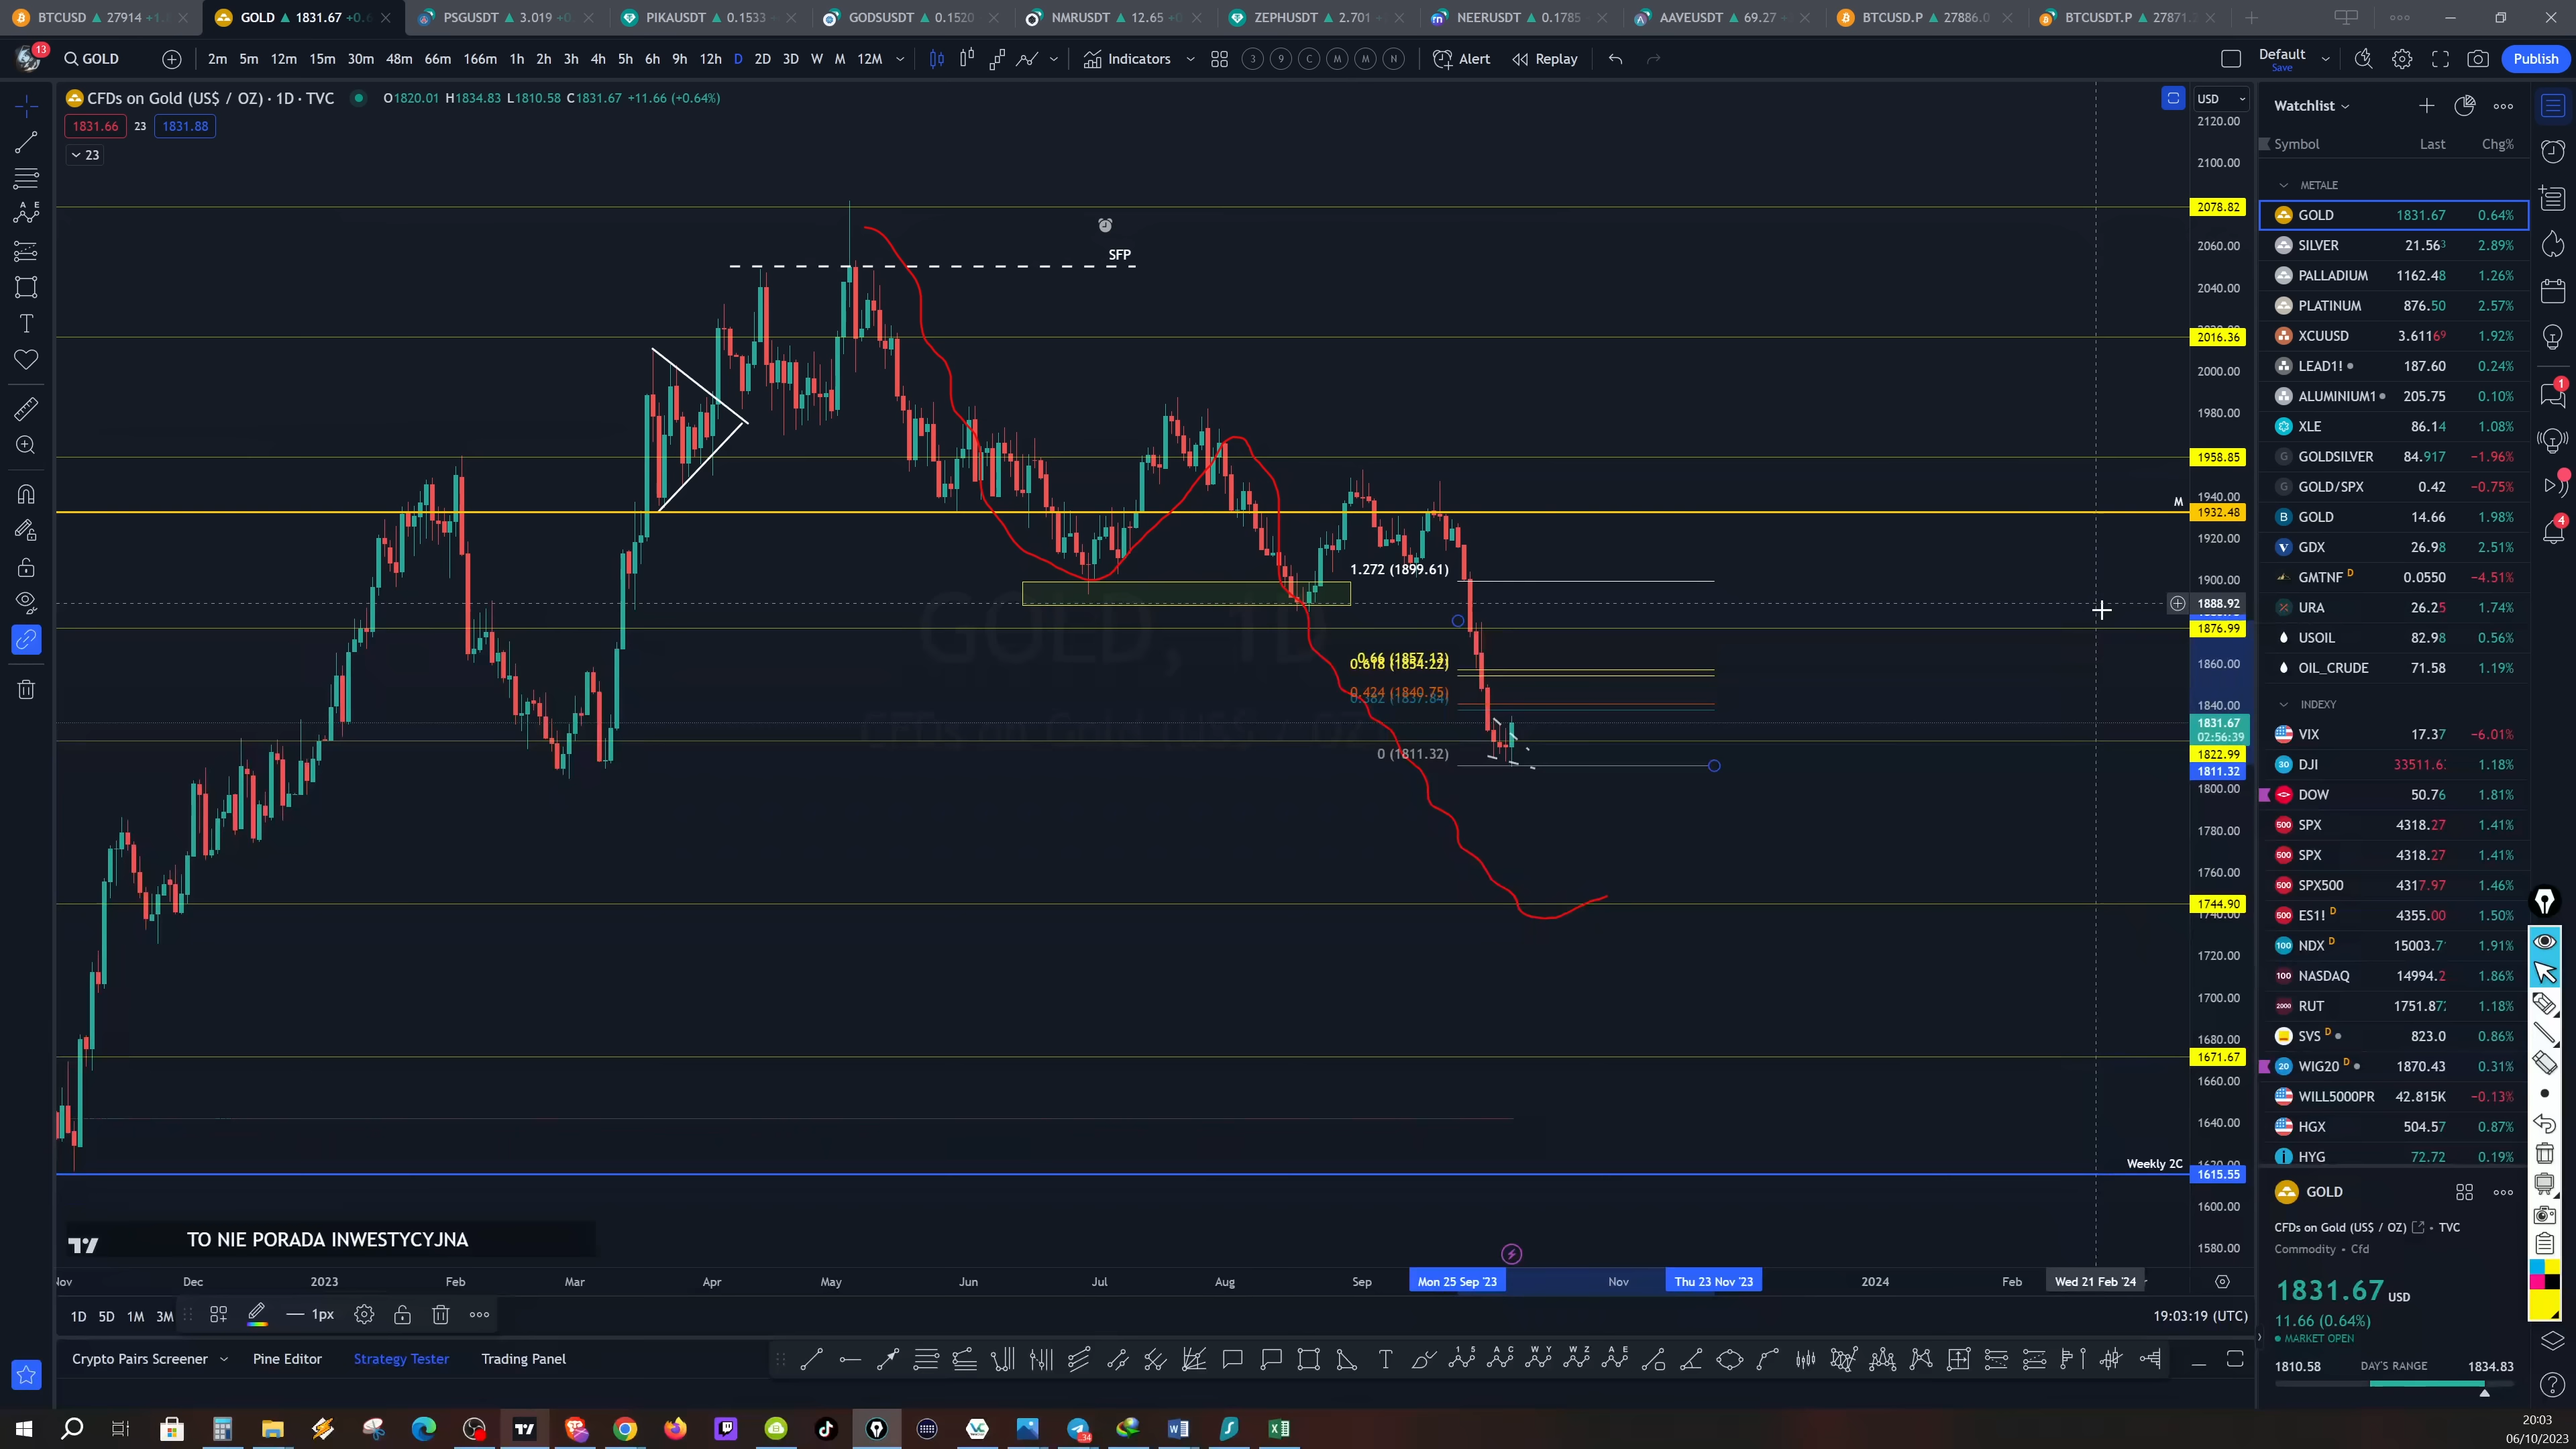 BTCUSD ▲ 27914 +1.
GOLD ▲ 1831.67 +0.6
PSGUSDT ▲ 3.019 +0
PIKAUSDT ▲ 0.1533
GODSUSDT ▲ 0.1520
NMRUSDT ▲ 12.65 +0
ZEPHUSDT ▲ 2.701
NEERUSDT ▲ 0.1785
AAVEUSDT ▲ 69.27
BTCUSD.P ▲ 27886.0
BTCUSDT.P ▲ 27871.
13 GOLD 2m 5m 12m 15m 30m 48m 66m 166m 1h 2h 3h 4h 5h 6h 9h 12h D 2D 3D W M 12M Indicators 3 9 C M M N Alert Replay Default Save Publish
CFDs on Gold (US$ / OZ) · 1D · TVC O1820.01 H1834.83 L1810.58 C1831.67 +11.66 (+0.64%)
1831.66 23 1831.88
23
USD
2120.00
2100.00
2078.82
2060.00
SFP
2040.00
2016.36
2000.00
1980.00
1958.85
1940.00
M 1932.48
1920.00
1.272 (1899.61)
1900.00
1888.92
1876.99
GOLD, 1D
0.66 (1857.13)
0.618 (1854.22)
1860.00
0.424 (1840.75)
0.382 (1837.84)
1840.00
1831.67
02:56:39
0 (1811.32)
1822.99
1811.32
1800.00
1780.00
1760.00
1744.90
1740.00
1720.00
1700.00
1680.00
1671.67
1660.00
1640.00
Weekly 2C
1620.00
1615.55
1600.00
1580.00
TO NIE PORADA INWESTYCYJNA
Nov Dec 2023 Feb Mar Apr May Jun Jul Aug Sep Mon 25 Sep '23 Nov Thu 23 Nov '23 2024 Feb Wed 21 Feb '24
1D 5D 1M 3M 1px 19:03:19 (UTC)
Crypto Pairs Screener Pine Editor Strategy Tester Trading Panel
Watchlist
Symbol Last Chg%
METALE
GOLD 1831.67 0.64%
SILVER 21.563 2.89%
PALLADIUM 1162.48 1.26%
PLATINUM 876.50 2.57%
XCUUSD 3.61169 1.92%
LEAD1! 187.60 0.24%
ALUMINIUM1 205.75 0.10%
XLE 86.14 1.08%
GOLDSILVER 84.917 −1.96%
GOLD/SPX 0.42 −0.75%
GOLD 14.66 1.98%
GDX 26.98 2.51%
GMTNF D 0.0550 −4.51%
URA 26.25 1.74%
USOIL 82.98 0.56%
OIL_CRUDE 71.58 1.19%
INDEXY
VIX 17.37 −6.01%
DJI 33511.6 1.18%
DOW 50.76 1.81%
SPX 4318.27 1.41%
SPX 4318.27 1.41%
SPX500 4317.97 1.46%
ES1! D 4355.00 1.50%
NDX D 15003.7 1.91%
NASDAQ 14994.2 1.86%
RUT 1751.87 1.18%
SVS D 823.0 0.86%
WIG20 D 1870.43 0.31%
WILL5000PR 42.815K −0.13%
HGX 504.57 0.87%
HYG 72.72 0.19%
GOLD
CFDs on Gold (US$ / OZ) • TVC
Commodity • Cfd
1831.67 USD
11.66 (0.64%)
MARKET OPEN
1810.58 DAY'S RANGE 1834.83
20:03
06/10/2023